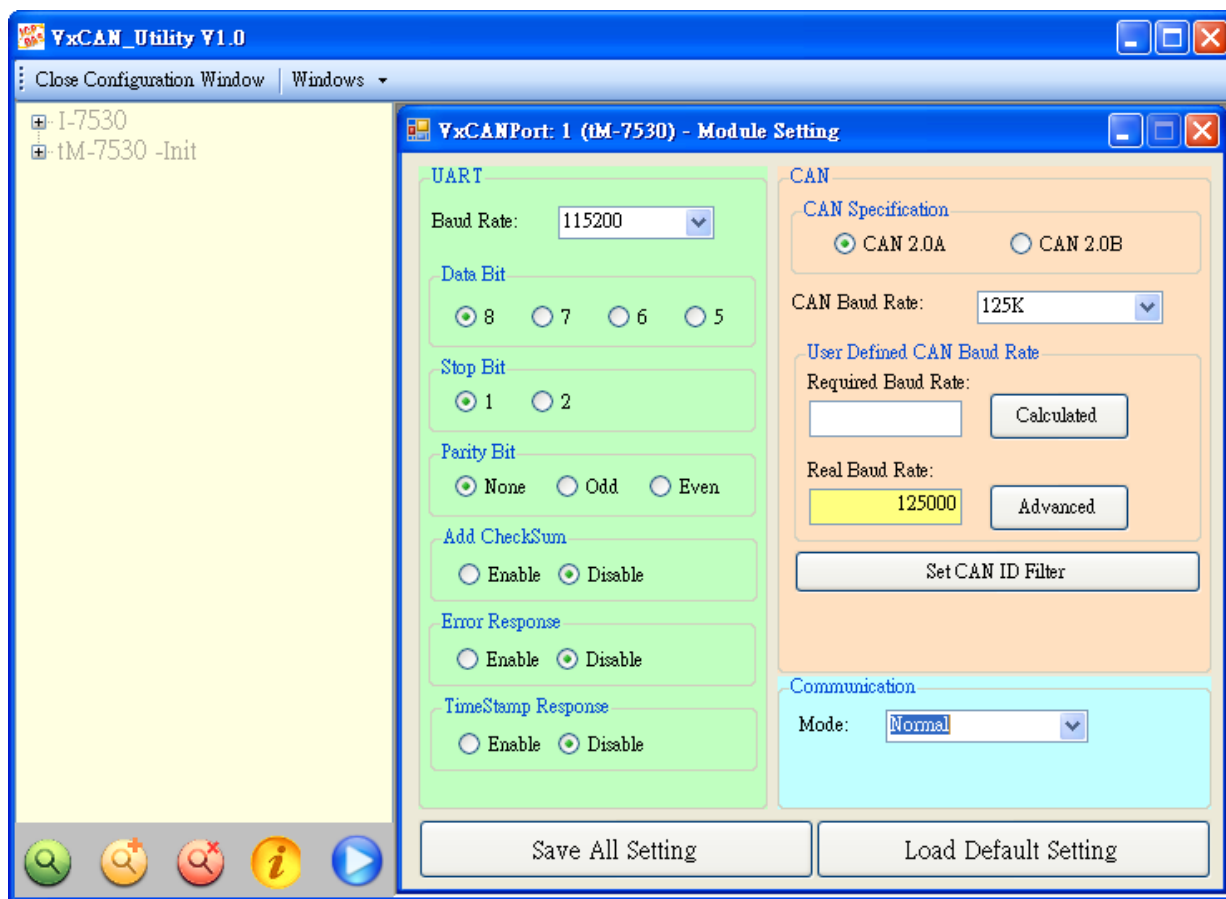 VxCAN_Utility V1.0
Close Configuration Window Windows
I-7530
tM-7530 -Init
VxCANPort: 1 (tM-7530) - Module Setting
UART
Baud Rate: 115200
Data Bit
8 7 6 5
Stop Bit
1 2
Parity Bit
None Odd Even
Add CheckSum
Enable Disable
Error Response
Enable Disable
TimeStamp Response
Enable Disable
CAN
CAN Specification
CAN 2.0A CAN 2.0B
CAN Baud Rate: 125K
User Defined CAN Baud Rate
Required Baud Rate:
Calculated
Real Baud Rate:
125000 Advanced
Set CAN ID Filter
Communication
Mode: Normal
Save All Setting Load Default Setting